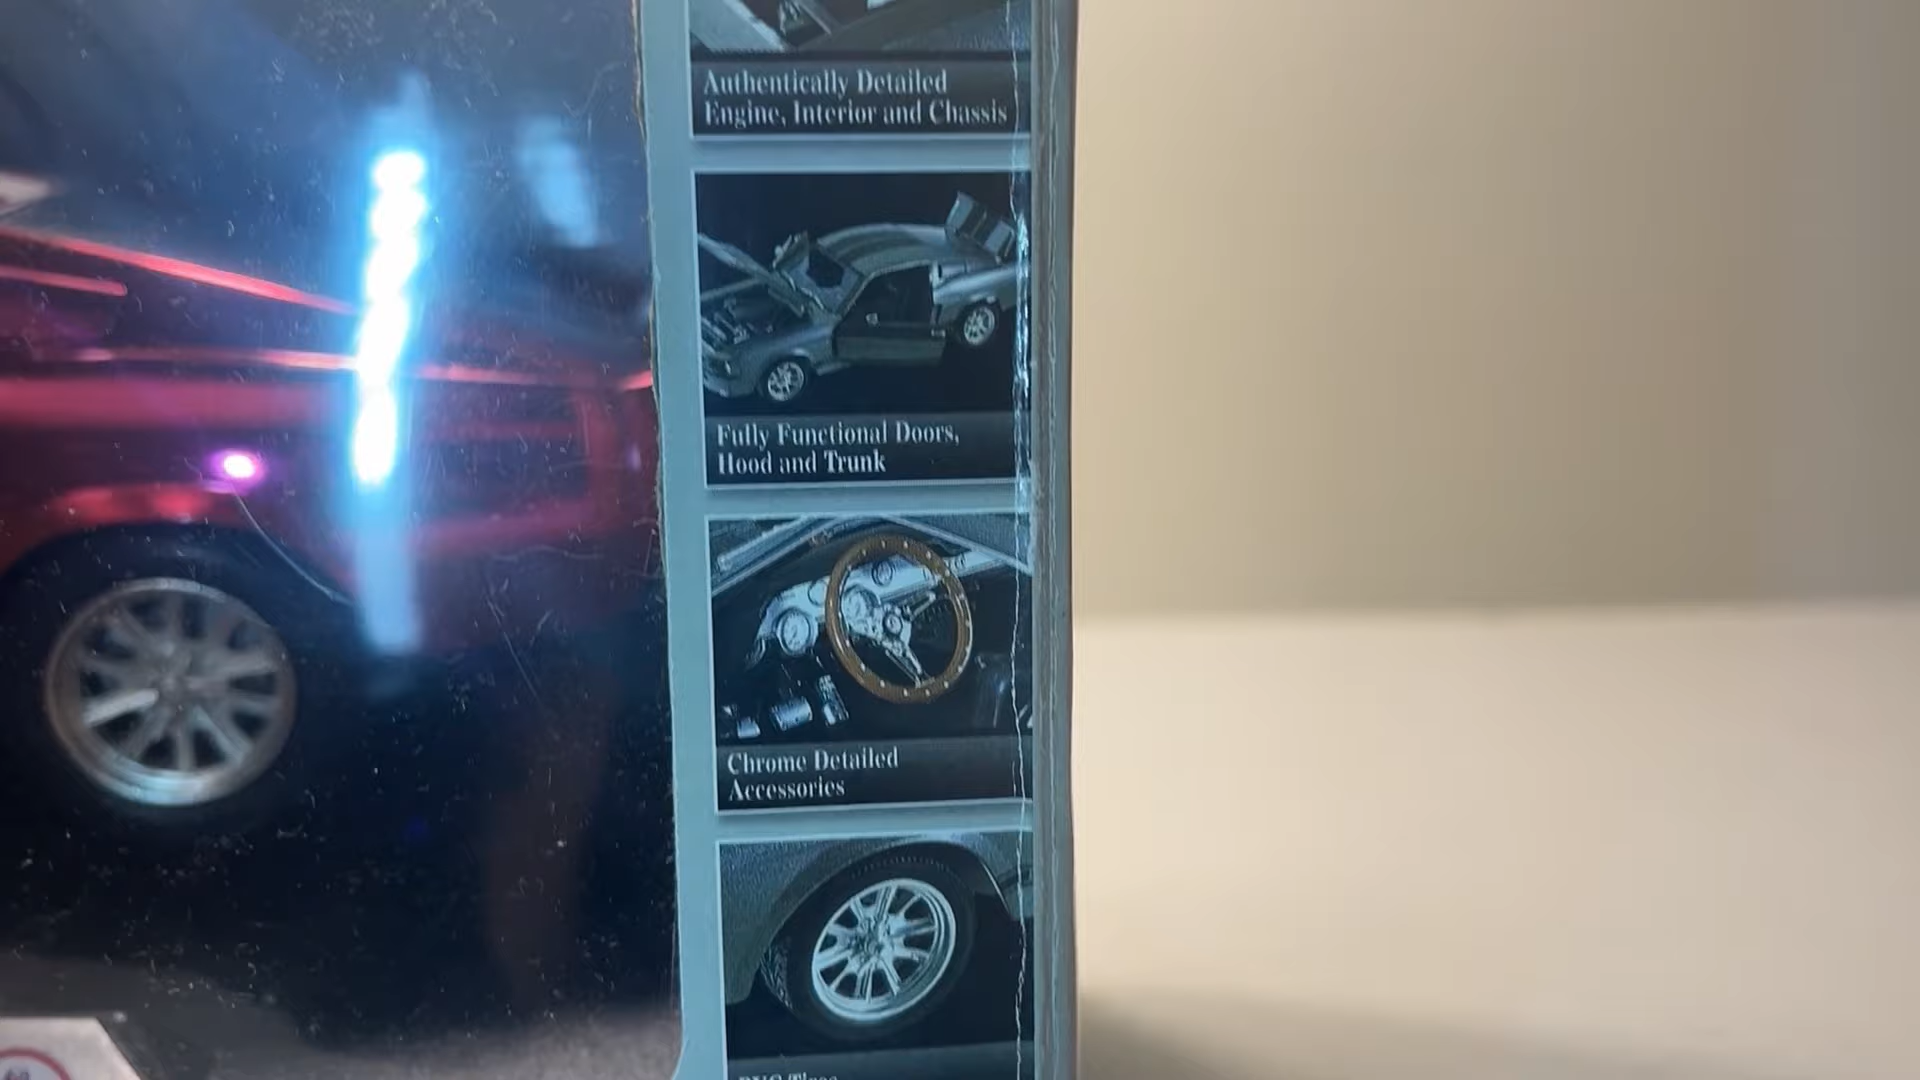 Authentically Detailed
Engine, Interior and Chassis
Fully Functional Doors,
Hood and Trunk
Chrome Detailed
Accessories